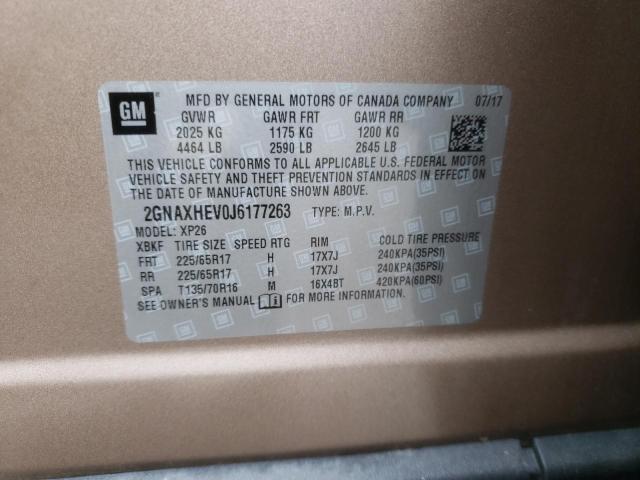 GM
MFD BY GENERAL MOTORS OF CANADA COMPANY 07/17
GVWR GAWR FRT GAWR RR
2025 KG 1175 KG 1200 KG
4464 LB 2590 LB 2645 LB
THIS VEHICLE CONFORMS TO ALL APPLICABLE U.S. FEDERAL MOTOR
VEHICLE SAFETY AND THEFT PREVENTION STANDARDS IN EFFECT ON
THE DATE OF MANUFACTURE SHOWN ABOVE.
2GNAXHEV0J6177263 TYPE: M.P.V.
MODEL: XP26
XBKF TIRE SIZE SPEED RTG RIM COLD TIRE PRESSURE
FRT 225/65R17 H 17X7J 240KPA(35PSI)
RR 225/65R17 H 17X7J 240KPA(35PSI)
SPA T135/70R16 M 16X4BT 420KPA(60PSI)
SEE OWNER'S MANUAL FOR MORE INFORMATION.